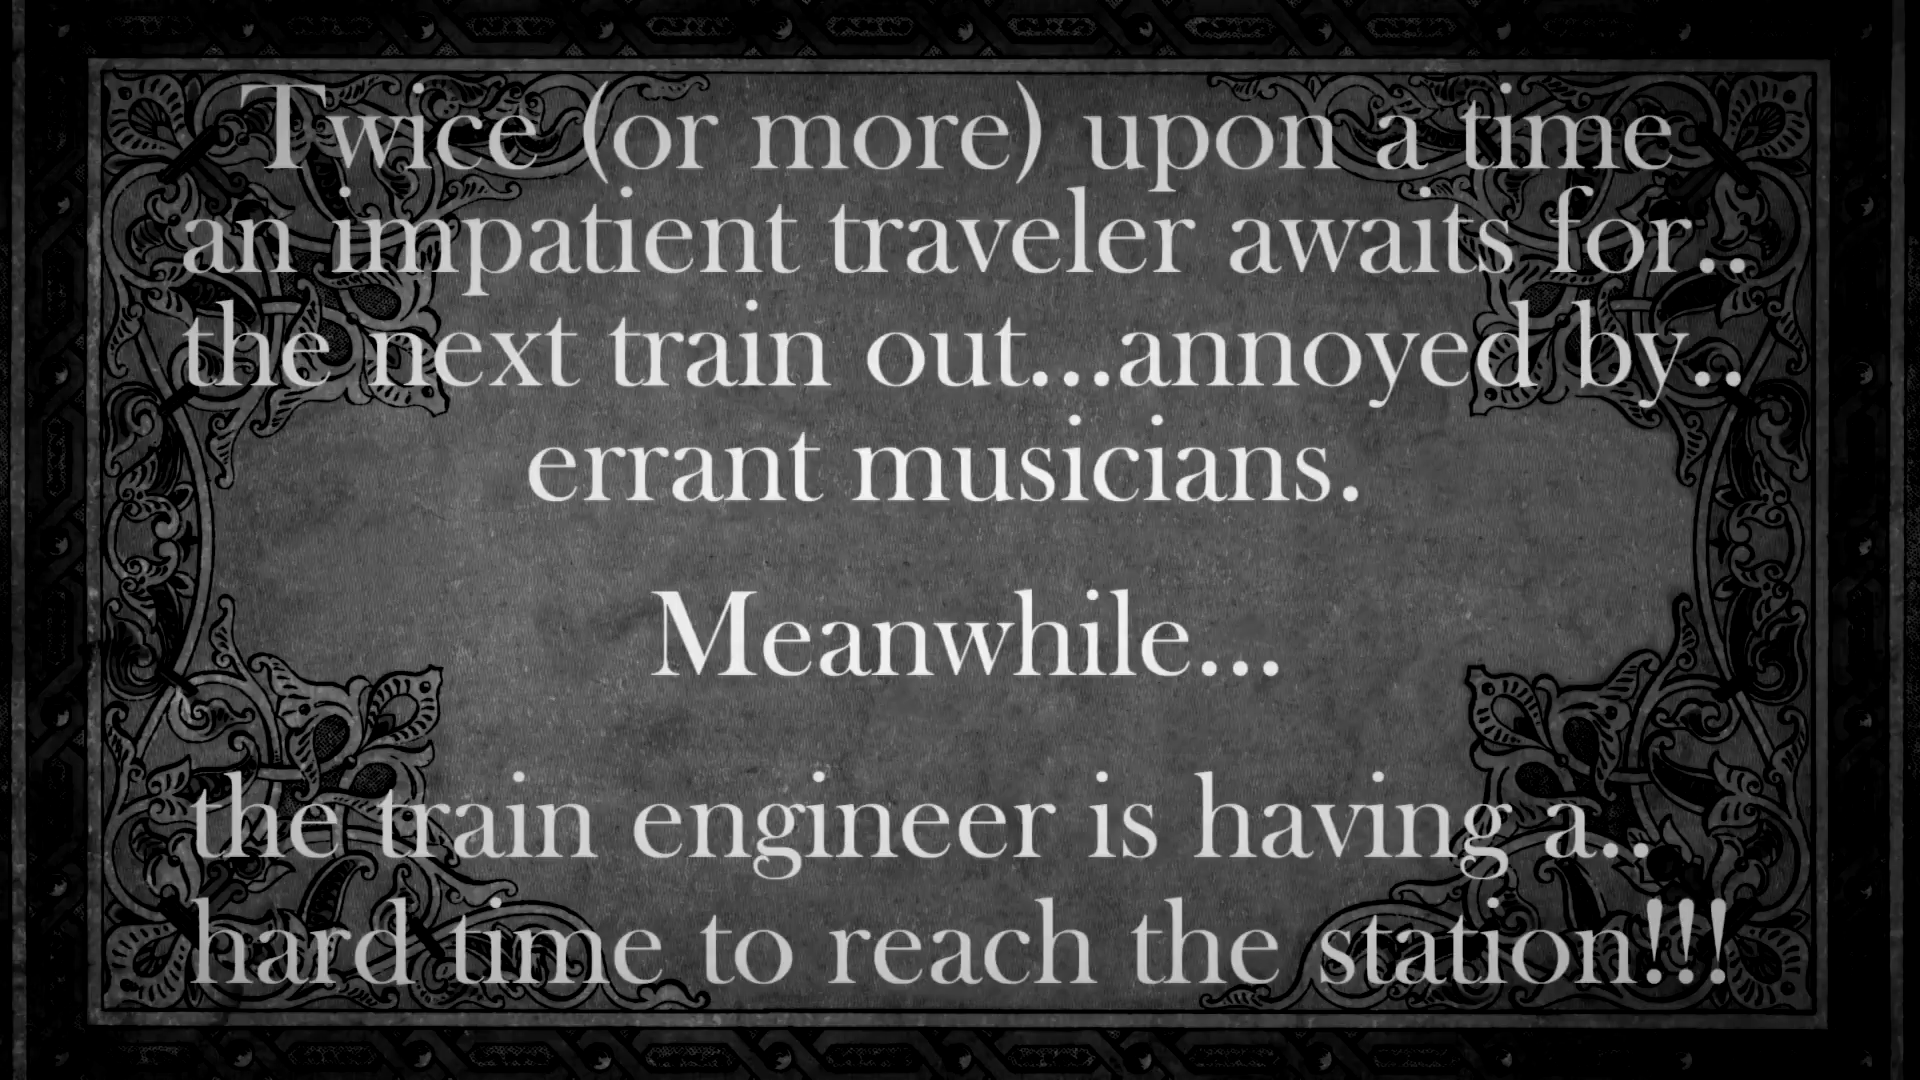 Twice (or more) upon a time
an impatient traveler awaits for..
the next train out...annoyed by..
errant musicians.
Meanwhile...
the train engineer is having a..
hard time to reach the station!!!